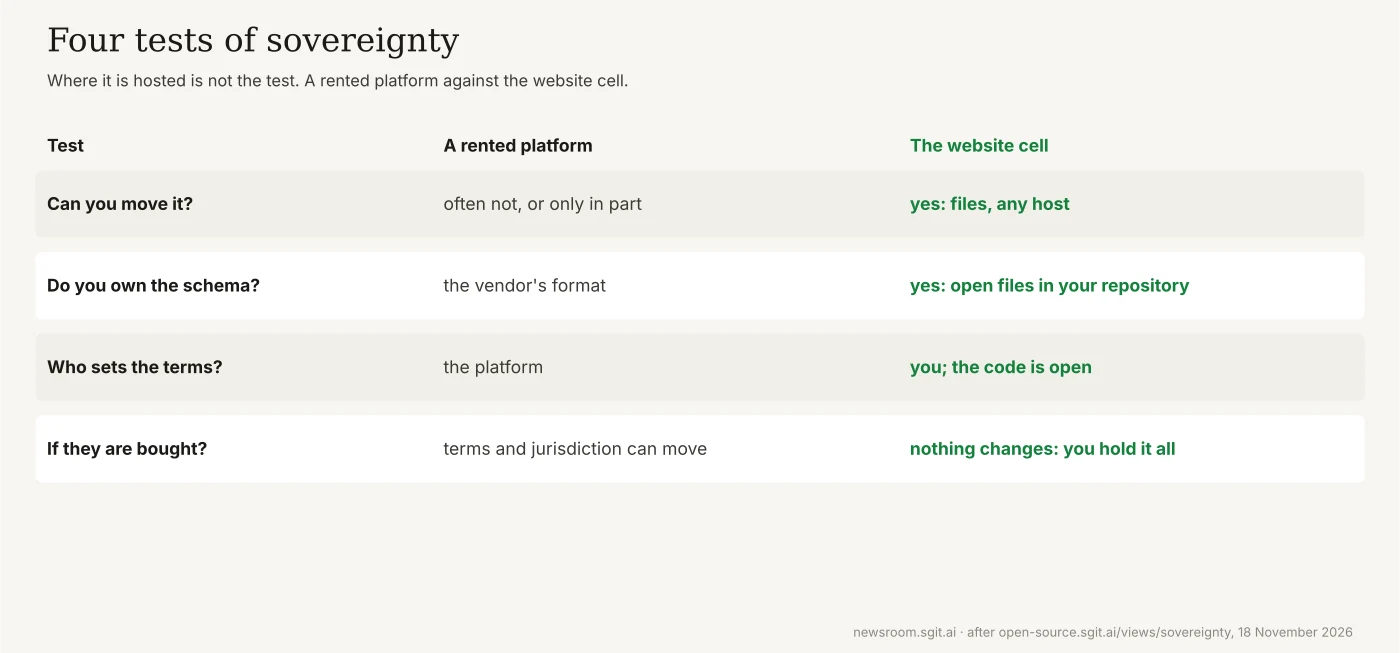 Four tests of sovereignty
Where it is hosted is not the test. A rented platform against the website cell.
Test A rented platform The website cell
Can you move it? often not, or only in part yes: files, any host
Do you own the schema? the vendor's format yes: open files in your repository
Who sets the terms? the platform you; the code is open
If they are bought? terms and jurisdiction can move nothing changes: you hold it all
newsroom.sgit.ai · after open-source.sgit.ai/views/sovereignty, 18 November 2026